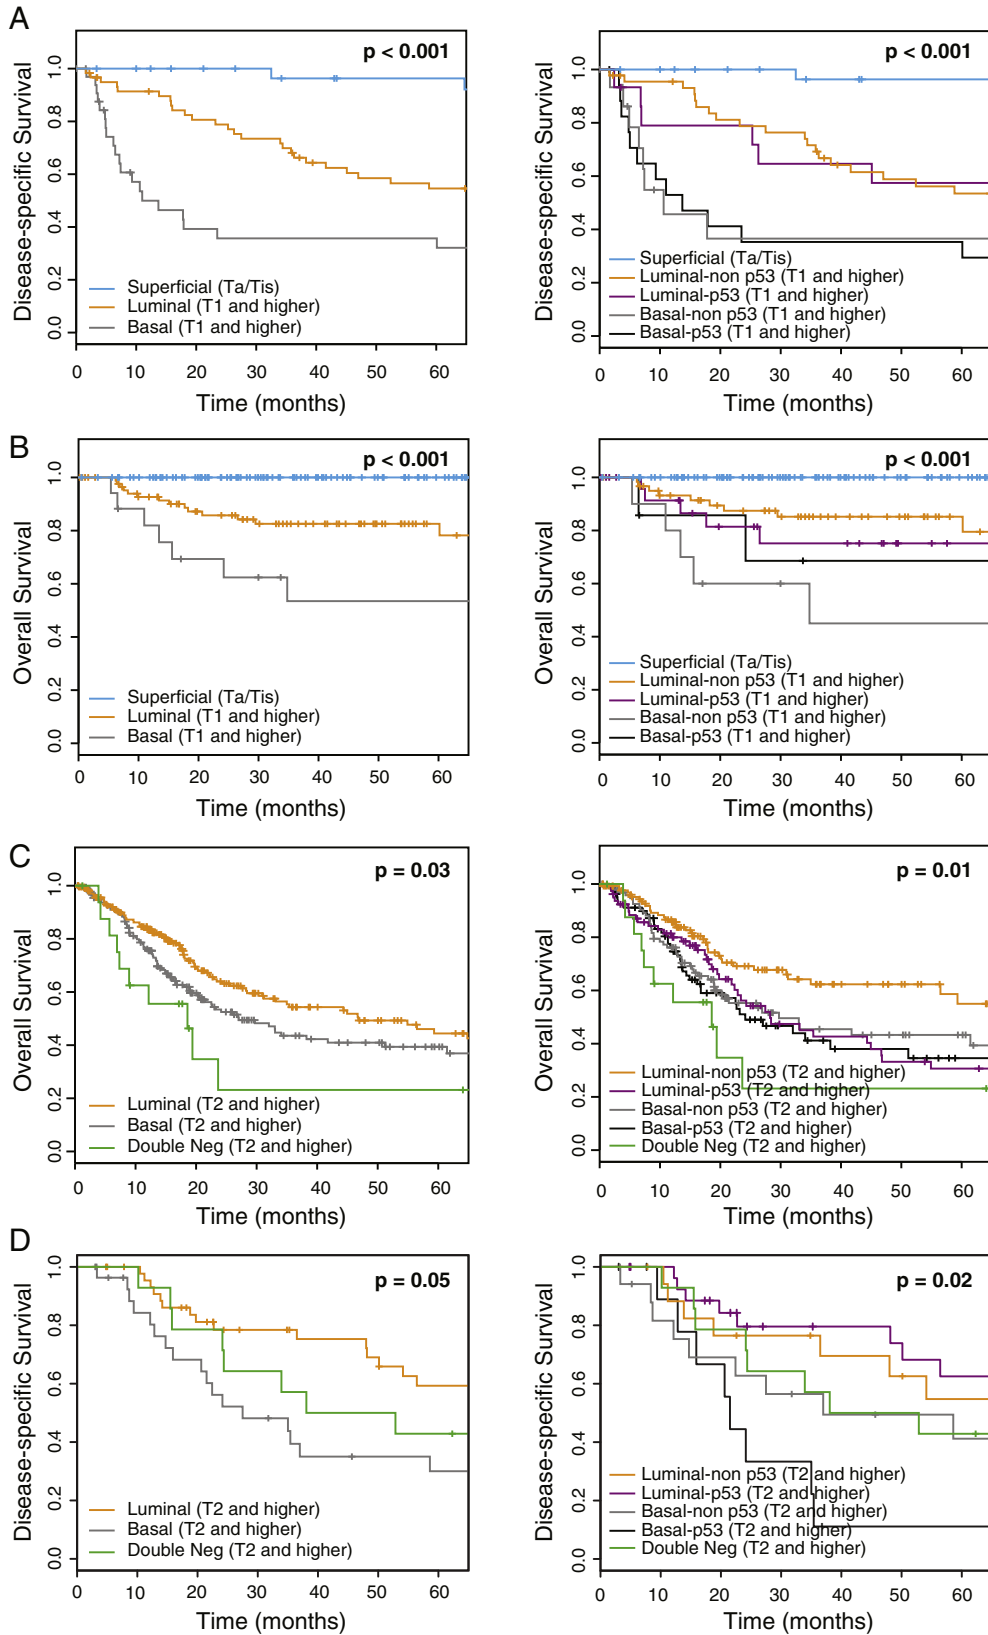 A
p < 0.001
Disease-specific Survival
1.0
0.8
0.6
0.4
0.2
0.0
Superficial (Ta/Tis)
Luminal (T1 and higher)
Basal (T1 and higher)
0 10 20 30 40 50 60
Time (months)
p < 0.001
Disease-specific Survival
1.0
0.8
0.6
0.4
0.2
0.0
Superficial (Ta/Tis)
Luminal-non p53 (T1 and higher)
Luminal-p53 (T1 and higher)
Basal-non p53 (T1 and higher)
Basal-p53 (T1 and higher)
0 10 20 30 40 50 60
Time (months)
B
p < 0.001
Overall Survival
1.0
0.8
0.6
0.4
0.2
0.0
Superficial (Ta/Tis)
Luminal (T1 and higher)
Basal (T1 and higher)
0 10 20 30 40 50 60
Time (months)
p < 0.001
Overall Survival
1.0
0.8
0.6
0.4
0.2
0.0
Superficial (Ta/Tis)
Luminal-non p53 (T1 and higher)
Luminal-p53 (T1 and higher)
Basal-non p53 (T1 and higher)
Basal-p53 (T1 and higher)
0 10 20 30 40 50 60
Time (months)
C
p = 0.03
Overall Survival
1.0
0.8
0.6
0.4
0.2
0.0
Luminal (T2 and higher)
Basal (T2 and higher)
Double Neg (T2 and higher)
0 10 20 30 40 50 60
Time (months)
p = 0.01
Overall Survival
1.0
0.8
0.6
0.4
0.2
0.0
Luminal-non p53 (T2 and higher)
Luminal-p53 (T2 and higher)
Basal-non p53 (T2 and higher)
Basal-p53 (T2 and higher)
Double Neg (T2 and higher)
0 10 20 30 40 50 60
Time (months)
D
p = 0.05
Disease-specific Survival
1.0
0.8
0.6
0.4
0.2
0.0
Luminal (T2 and higher)
Basal (T2 and higher)
Double Neg (T2 and higher)
0 10 20 30 40 50 60
Time (months)
p = 0.02
Disease-specific Survival
1.0
0.8
0.6
0.4
0.2
0.0
Luminal-non p53 (T2 and higher)
Luminal-p53 (T2 and higher)
Basal-non p53 (T2 and higher)
Basal-p53 (T2 and higher)
Double Neg (T2 and higher)
0 10 20 30 40 50 60
Time (months)